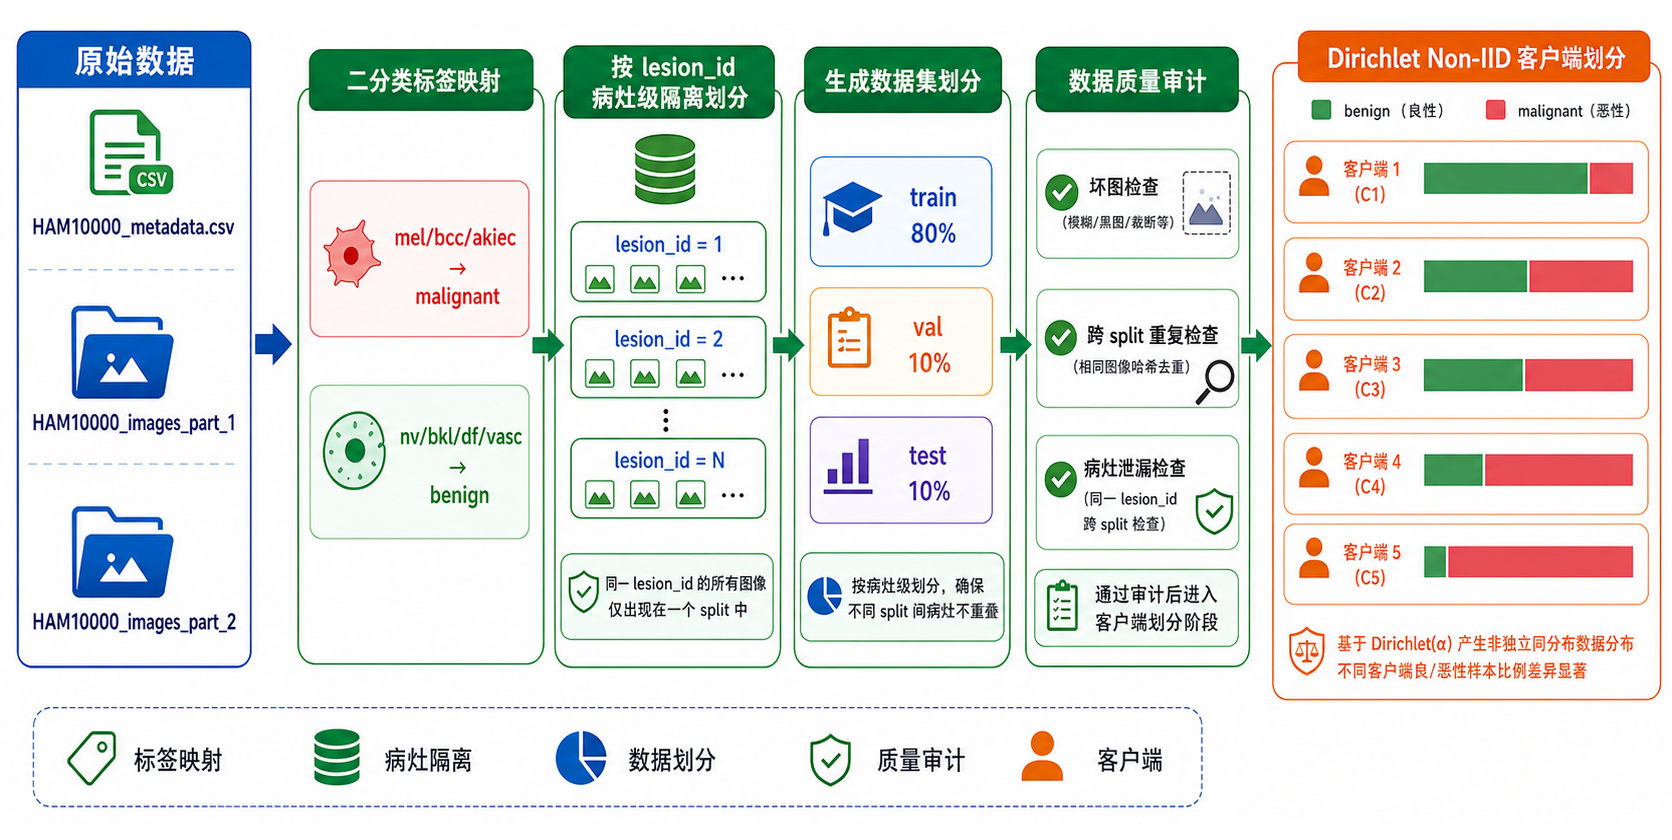 原始数据
CSV
HAM10000_metadata.csv
HAM10000_images_part_1
HAM10000_images_part_2
二分类标签映射
mel/bcc/akiec
→
malignant
nv/bkl/df/vasc
→
benign
按 lesion_id
病灶级隔离划分
lesion_id = 1
...
lesion_id = 2
...
⋮
lesion_id = N
...
同一 lesion_id 的所有图像
仅出现在一个 split 中
生成数据集划分
train
80%
val
10%
test
10%
按病灶级划分，确保
不同 split 间病灶不重叠
数据质量审计
坏图检查
(模糊/黑图/裁断等)
跨 split 重复检查
(相同图像哈希去重)
病灶泄漏检查
(同一 lesion_id
跨 split 检查)
通过审计后进入
客户端划分阶段
Dirichlet Non-IID 客户端划分
benign （良性）
malignant（恶性）
客户端 1
(C1)
客户端 2
(C2)
客户端 3
(C3)
客户端 4
(C4)
客户端 5
(C5)
基于 Dirichlet(α) 产生非独立同分布数据分布
不同客户端良/恶性样本比例差异显著
标签映射
病灶隔离
数据划分
质量审计
客户端